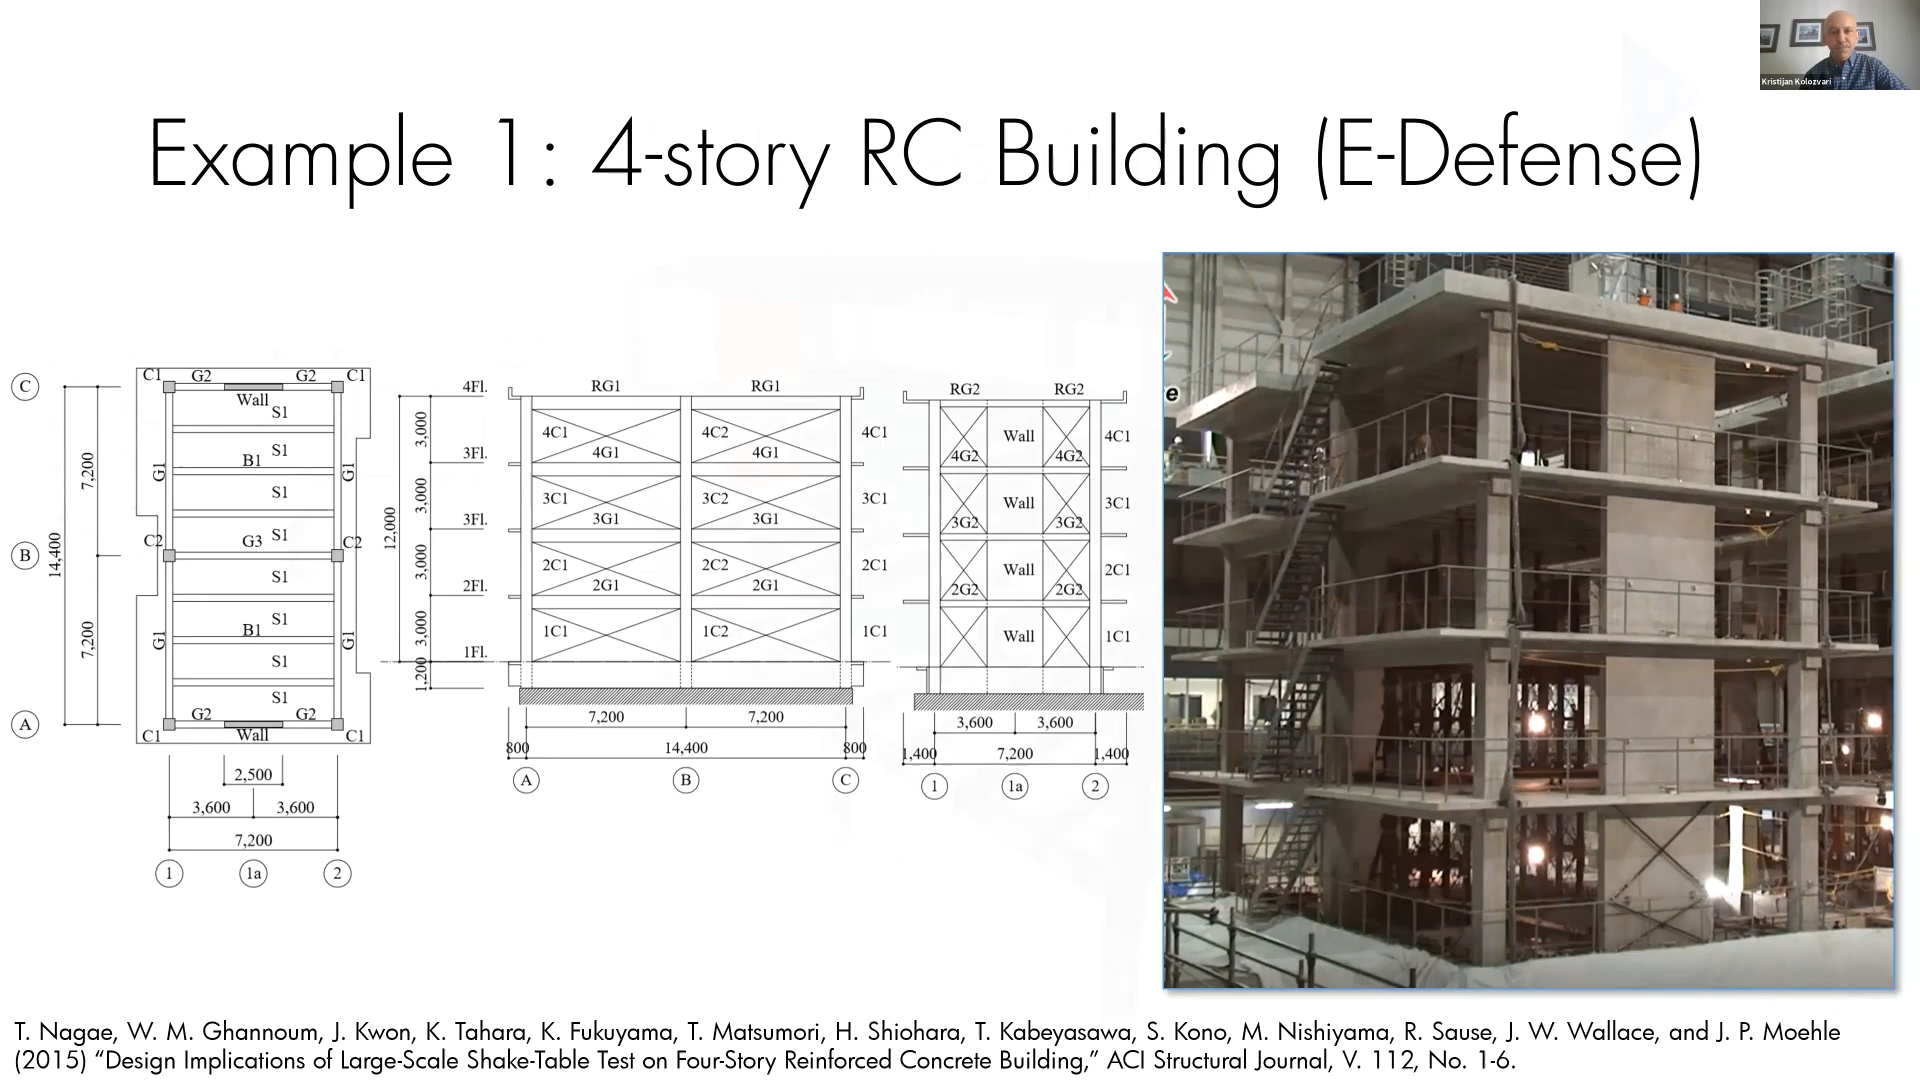 Kristijan Kolozvari
Example 1: 4-story RC Building (E-Defense)
C1 G2 G2 C1
C
Wall
S1
S1
B1
G1 G1
7,200
S1
S1
C2 G3 C2
B
14,400
S1
S1
B1
G1 G1
7,200
S1
S1
G2 G2
A
C1 Wall C1
2,500
3,600 3,600
7,200
1 1a 2
4Fl. RG1 RG1
3,000 4C1 4C2 4C1
3Fl. 4G1 4G1
3,000 3C1 3C2 3C1
12,000
3Fl. 3G1 3G1
3,000 2C1 2C2 2C1
2Fl. 2G1 2G1
3,000 1C1 1C2 1C1
1Fl.
1,200
7,200 7,200
800 14,400 800
A B C
RG2 RG2
Wall 4C1
4G2 4G2
Wall 3C1
3G2 3G2
Wall 2C1
2G2 2G2
Wall 1C1
3,600 3,600
1,400 7,200 1,400
1 1a 2
e
T. Nagae, W. M. Ghannoum, J. Kwon, K. Tahara, K. Fukuyama, T. Matsumori, H. Shiohara, T. Kabeyasawa, S. Kono, M. Nishiyama, R. Sause, J. W. Wallace, and J. P. Moehle
(2015) “Design Implications of Large-Scale Shake-Table Test on Four-Story Reinforced Concrete Building,” ACI Structural Journal, V. 112, No. 1-6.